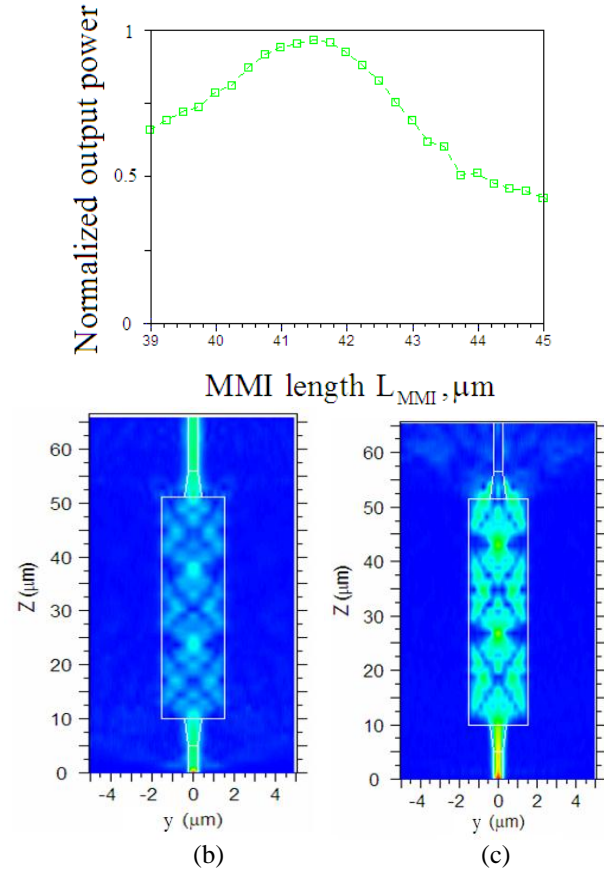 Normalized output power
1
0.5
0
39 40 41 42 43 44 45
MMI length L_MMI, μm
Z (μm)
60
50
40
30
20
10
0
-4 -2 0 2 4
y (μm)
(b)
Z (μm)
60
50
40
30
20
10
0
-4 -2 0 2 4
y (μm)
(c)